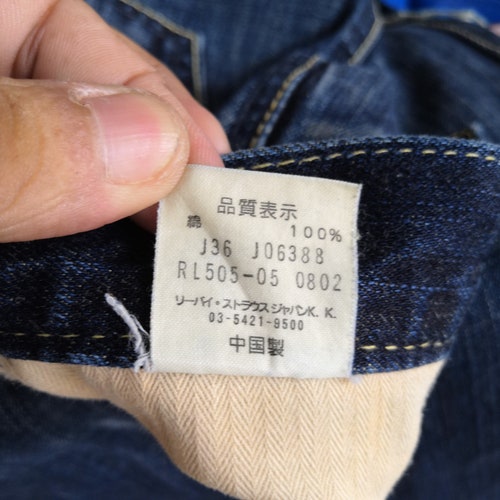 品質表示
綿 100%
J36 J06388
RL505-05 0802
リーバイ・ストラウスジャパンK.K.
03-5421-9500
中国製